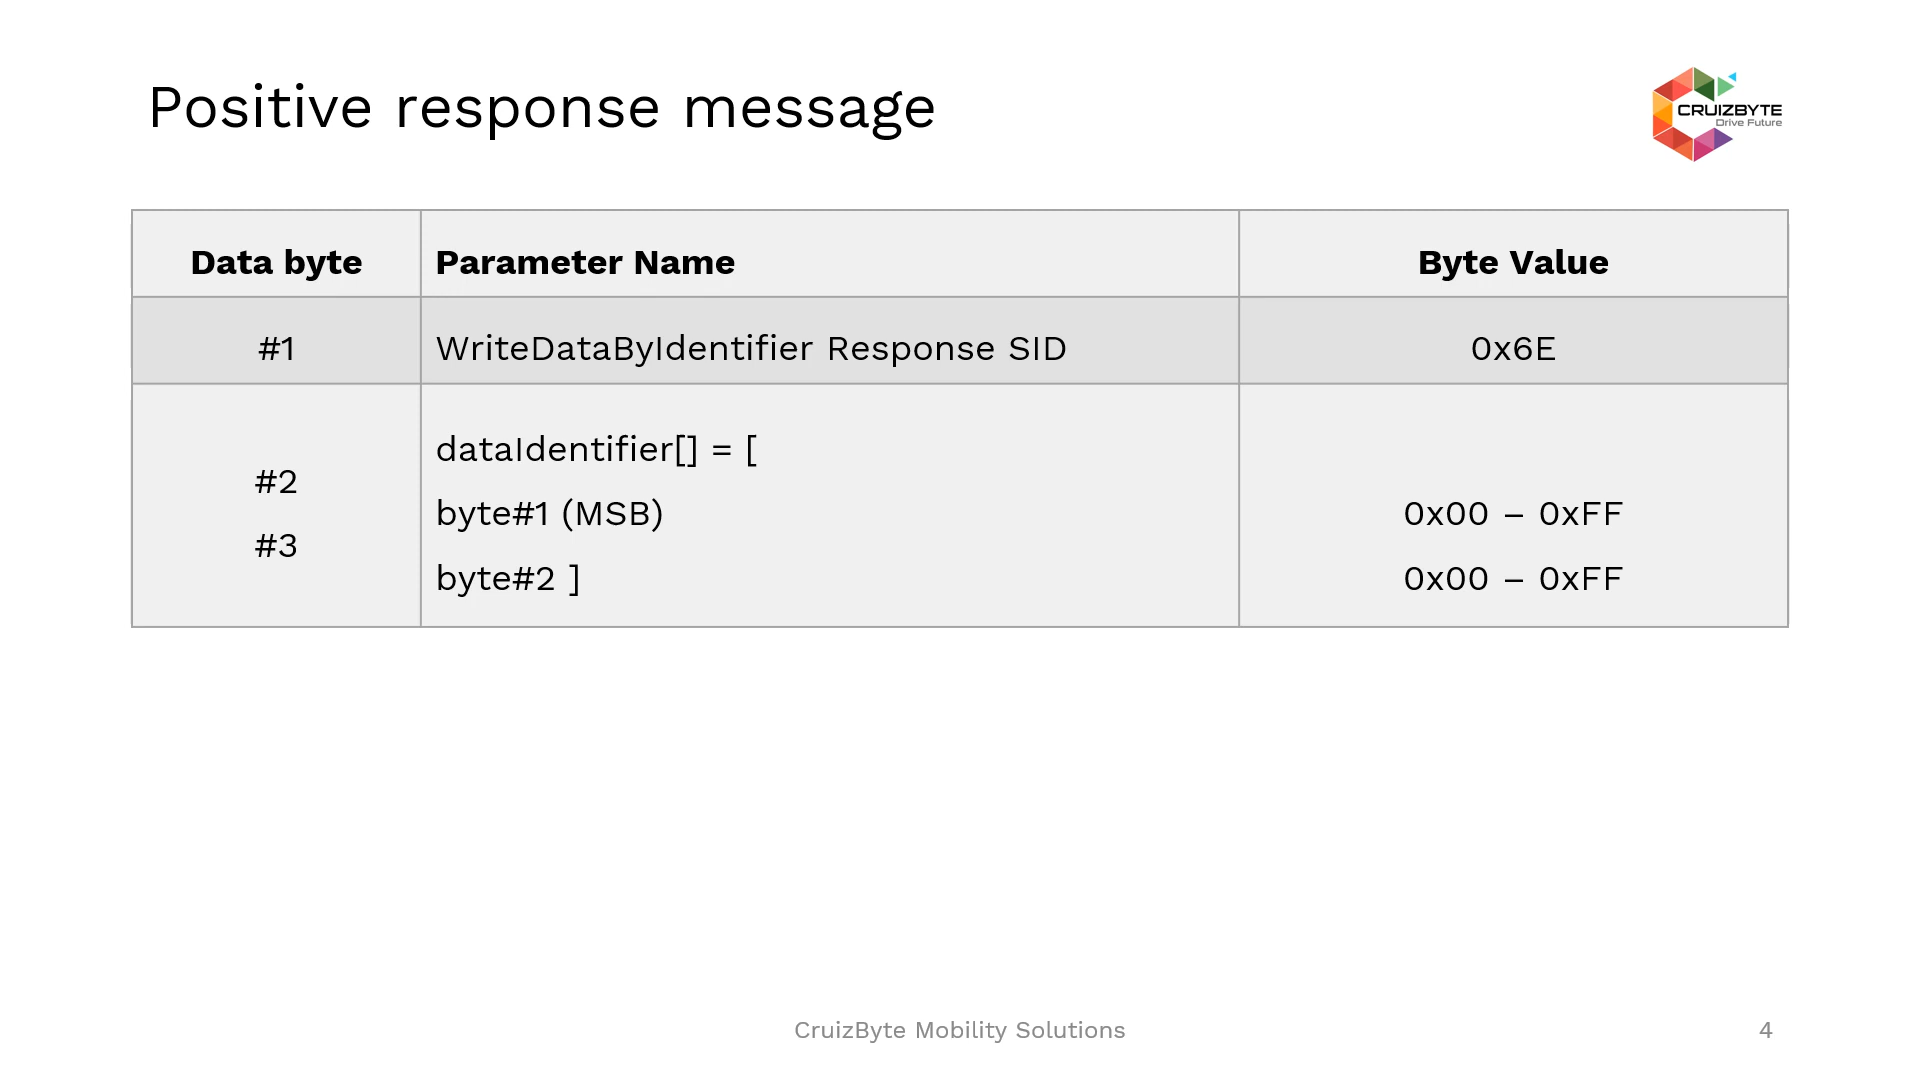 Positive response message
CRUIZBYTE
Drive Future
Data byte Parameter Name Byte Value
#1 WriteDataByIdentifier Response SID 0x6E
#2
#3
dataIdentifier[] = [
byte#1 (MSB)
byte#2 ]
0x00 – 0xFF
0x00 – 0xFF
CruizByte Mobility Solutions
4